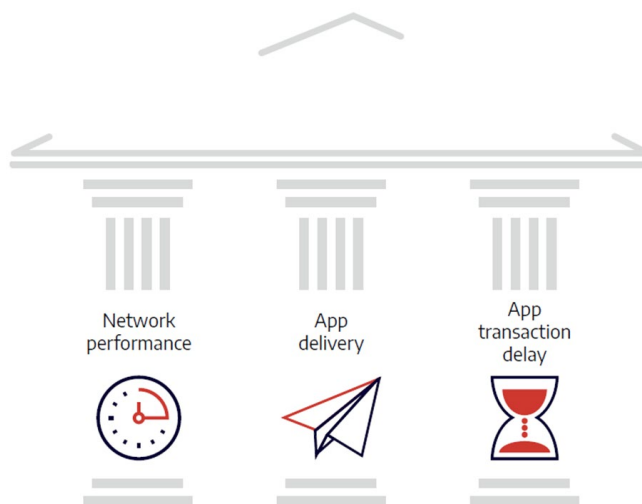 Network
performance
App
delivery
App
transaction
delay